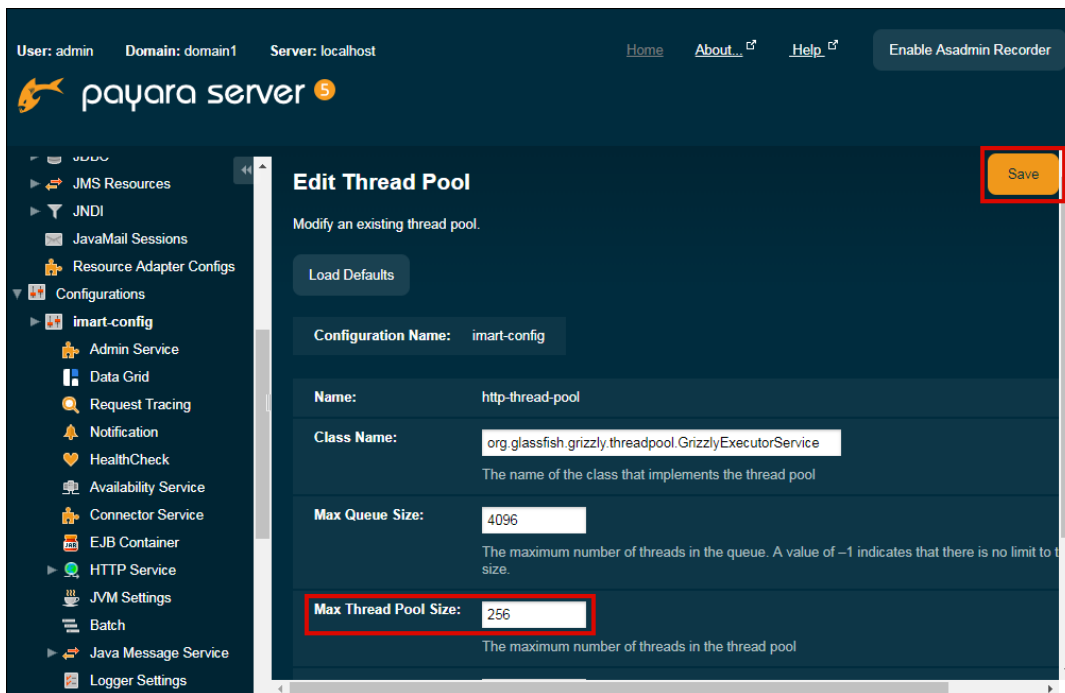 User: admin Domain: domain1 Server: localhost Home About... Help Enable Asadmin Recorder
payara server 5
JMS Resources
JNDI
JavaMail Sessions
Resource Adapter Configs
Configurations
imart-config
Admin Service
Data Grid
Request Tracing
Notification
HealthCheck
Availability Service
Connector Service
EJB Container
HTTP Service
JVM Settings
Batch
Java Message Service
Logger Settings
Edit Thread Pool
Save
Modify an existing thread pool.
Load Defaults
Configuration Name: imart-config
Name: http-thread-pool
Class Name: org.glassfish.grizzly.threadpool.GrizzlyExecutorService
The name of the class that implements the thread pool
Max Queue Size: 4096
The maximum number of threads in the queue. A value of –1 indicates that there is no limit to t
size.
Max Thread Pool Size: 256
The maximum number of threads in the thread pool